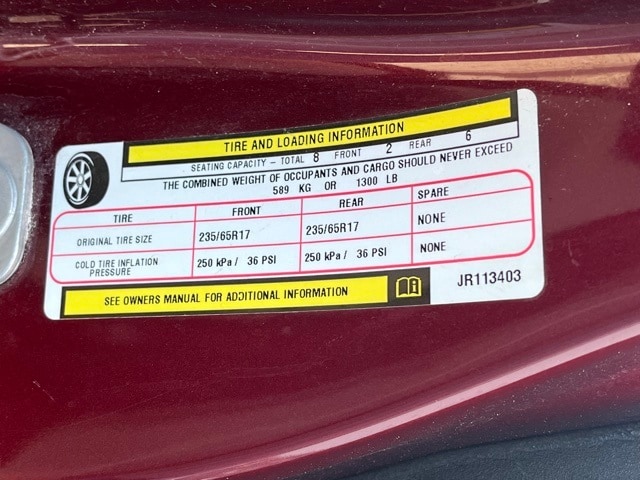 TIRE AND LOADING INFORMATION
SEATING CAPACITY – TOTAL 8 FRONT 2 REAR 6
THE COMBINED WEIGHT OF OCCUPANTS AND CARGO SHOULD NEVER EXCEED
589 KG OR 1300 LB
TIRE FRONT REAR SPARE
ORIGINAL TIRE SIZE 235/65R17 235/65R17 NONE
COLD TIRE INFLATION PRESSURE 250 kPa / 36 PSI 250 kPa / 36 PSI NONE
SEE OWNERS MANUAL FOR ADDITIONAL INFORMATION
JR113403